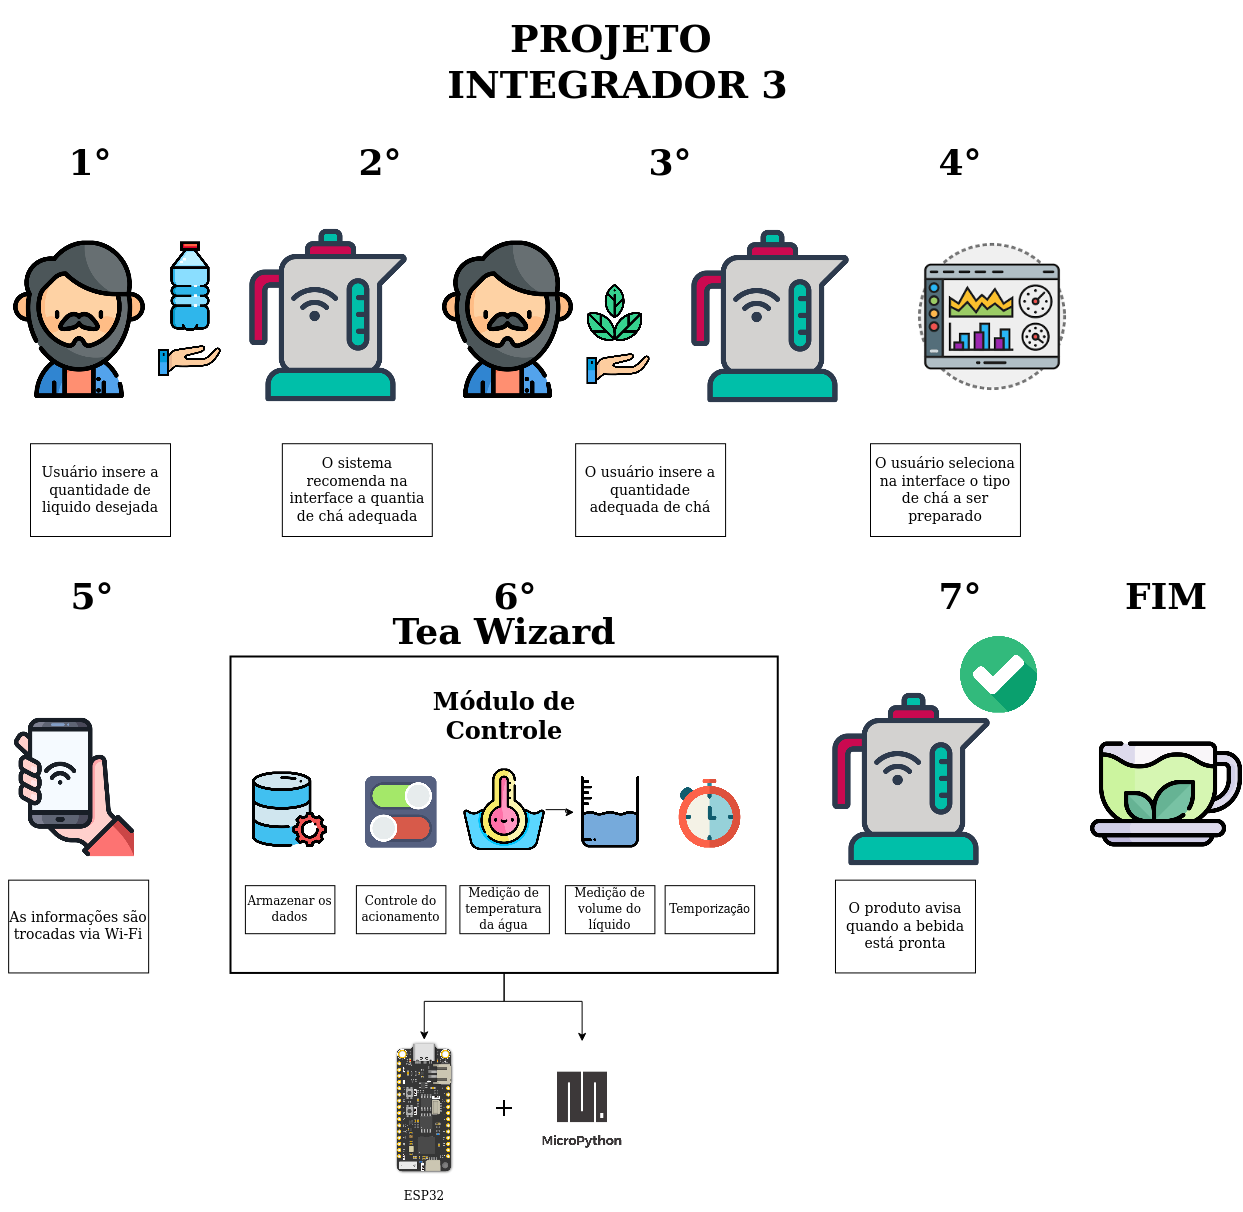 PROJETO
INTEGRADOR 3
1°
2°
3°
4°
Usuário insere a
quantidade de
liquido desejada
O sistema
recomenda na
interface a quantia
de chá adequada
O usuário insere a
quantidade
adequada de chá
O usuário seleciona
na interface o tipo
de chá a ser
preparado
5°
6°
Tea Wizard
7°
FIM
Módulo de
Controle
As informações são
trocadas via Wi-Fi
Armazenar os
dados
Controle do
acionamento
Medição de
temperatura
da água
Medição de
volume do
líquido
Temporização
O produto avisa
quando a bebida
está pronta
+
MicroPython
ESP32